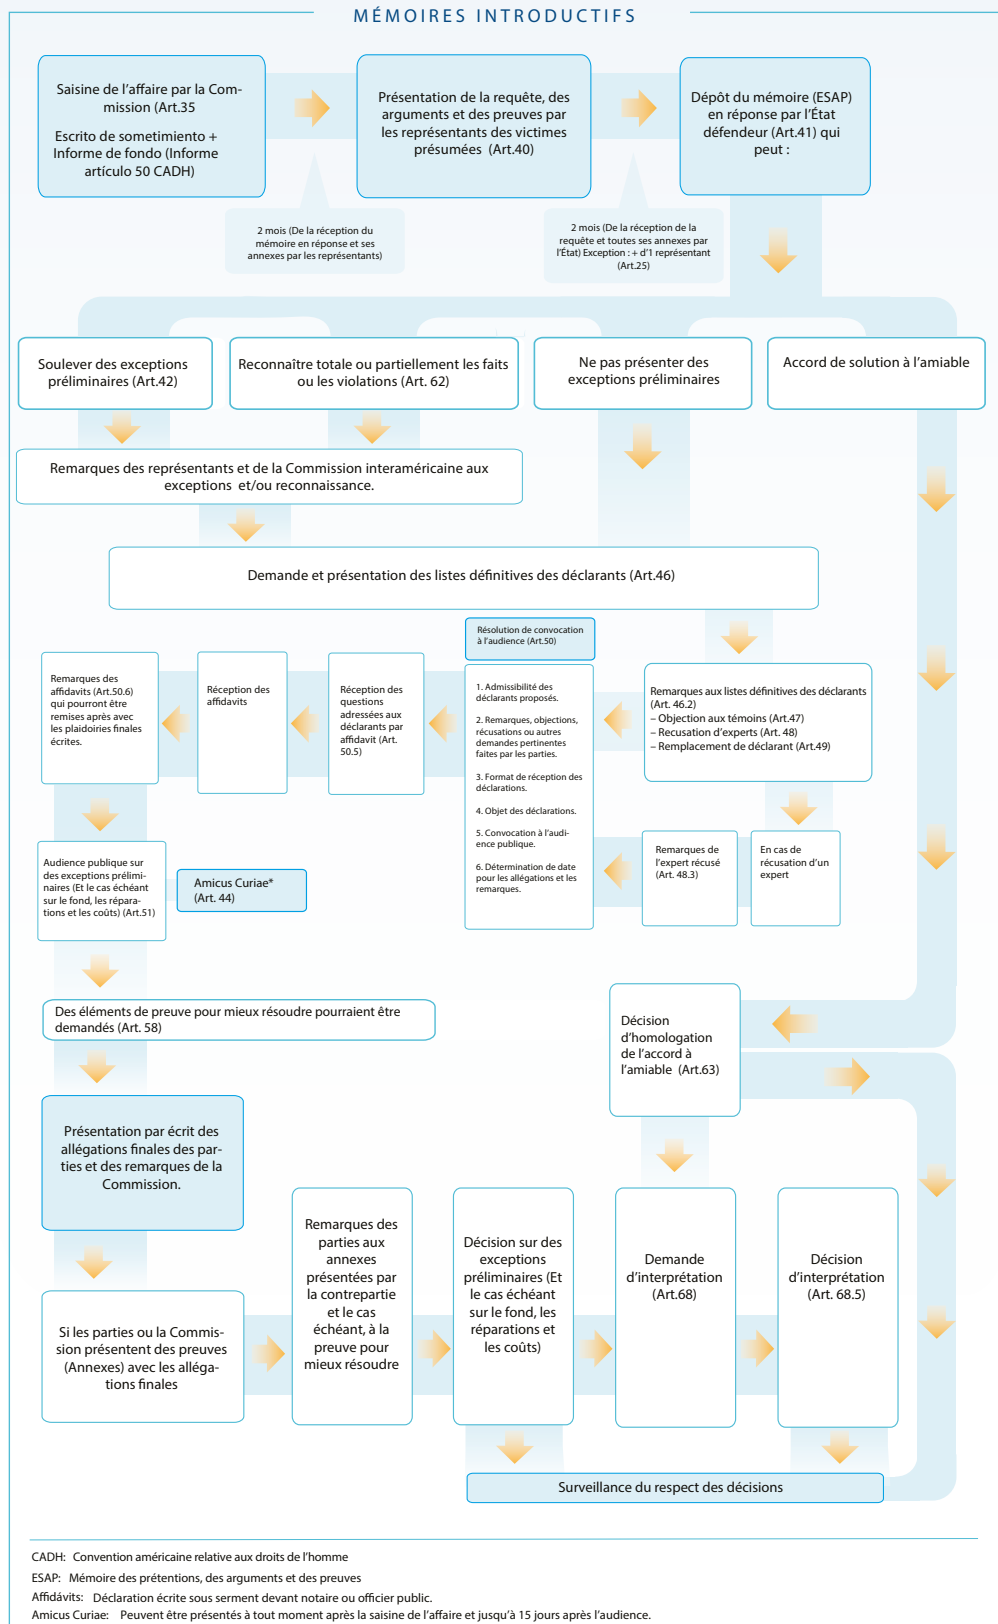 MÉMOIRES INTRODUCTIFS
Saisine de l’affaire par la Com-
mission (Art.35
Escrito de sometimiento +
Informe de fondo (Informe
artículo 50 CADH)
Présentation de la requête, des
arguments et des preuves par
les représentants des victimes
présumées (Art.40)
Dépôt du mémoire (ESAP)
en réponse par l’État
défendeur (Art.41) qui
peut :
2 mois (De la réception du
mémoire en réponse et ses
annexes par les représentants)
2 mois (De la réception de la
requête et toutes ses annexes par
l’État) Exception : + d’1 représentant
(Art.25)
Soulever des exceptions
préliminaires (Art.42)
Reconnaître totale ou partiellement les faits
ou les violations (Art. 62)
Ne pas présenter des
exceptions préliminaires
Accord de solution à l’amiable
Remarques des représentants et de la Commission interaméricaine aux
exceptions et/ou reconnaissance.
Demande et présentation des listes définitives des déclarants (Art.46)
Résolution de convocation
à l’audience (Art.50)
Remarques des
affidavits (Art.50.6)
qui pourront être
remises après avec
les plaidoiries finales
écrites.
Réception des
affidavits
Réception des
questions
adressées aux
déclarants par
affidavit (Art.
50.5)
1. Admissibilité des
déclarants proposés.
2. Remarques, objections,
récusations ou autres
demandes pertinentes
faites par les parties.
3. Format de réception des
déclarations.
4. Objet des déclarations.
5. Convocation à l’audi-
ence publique.
6. Détermination de date
pour les allégations et les
remarques.
Remarques aux listes définitives des déclarants
(Art. 46.2)
– Objection aux témoins (Art.47)
– Recusation d’experts (Art. 48)
– Remplacement de déclarant (Art.49)
Remarques de
l’expert récusé
(Art. 48.3)
En cas de
récusation d’un
expert
Audience publique sur
des exceptions prélimi-
naires (Et le cas échéant
sur le fond, les répara-
tions et les coûts) (Art.51)
Amicus Curiae*
(Art. 44)
Des éléments de preuve pour mieux résoudre pourraient être
demandés (Art. 58)
Décision
d’homologation
de l’accord à
l’amiable (Art.63)
Présentation par écrit des
allégations finales des par-
ties et des remarques de la
Commission.
Si les parties ou la Commis-
sion présentent des preuves
(Annexes) avec les alléga-
tions finales
Remarques des
parties aux
annexes
présentées par
la contrepartie
et le cas
échéant, à la
preuve pour
mieux résoudre
Décision sur des
exceptions
préliminaires (Et
le cas échéant
sur le fond, les
réparations et
les coûts)
Demande
d’interprétation
(Art.68)
Décision
d’interprétation
(Art. 68.5)
Surveillance du respect des décisions
CADH: Convention américaine relative aux droits de l’homme
ESAP: Mémoire des prétentions, des arguments et des preuves
Affidávits: Déclaration écrite sous serment devant notaire ou officier public.
Amicus Curiae: Peuvent être présentés à tout moment après la saisine de l’affaire et jusqu’à 15 jours après l’audience.